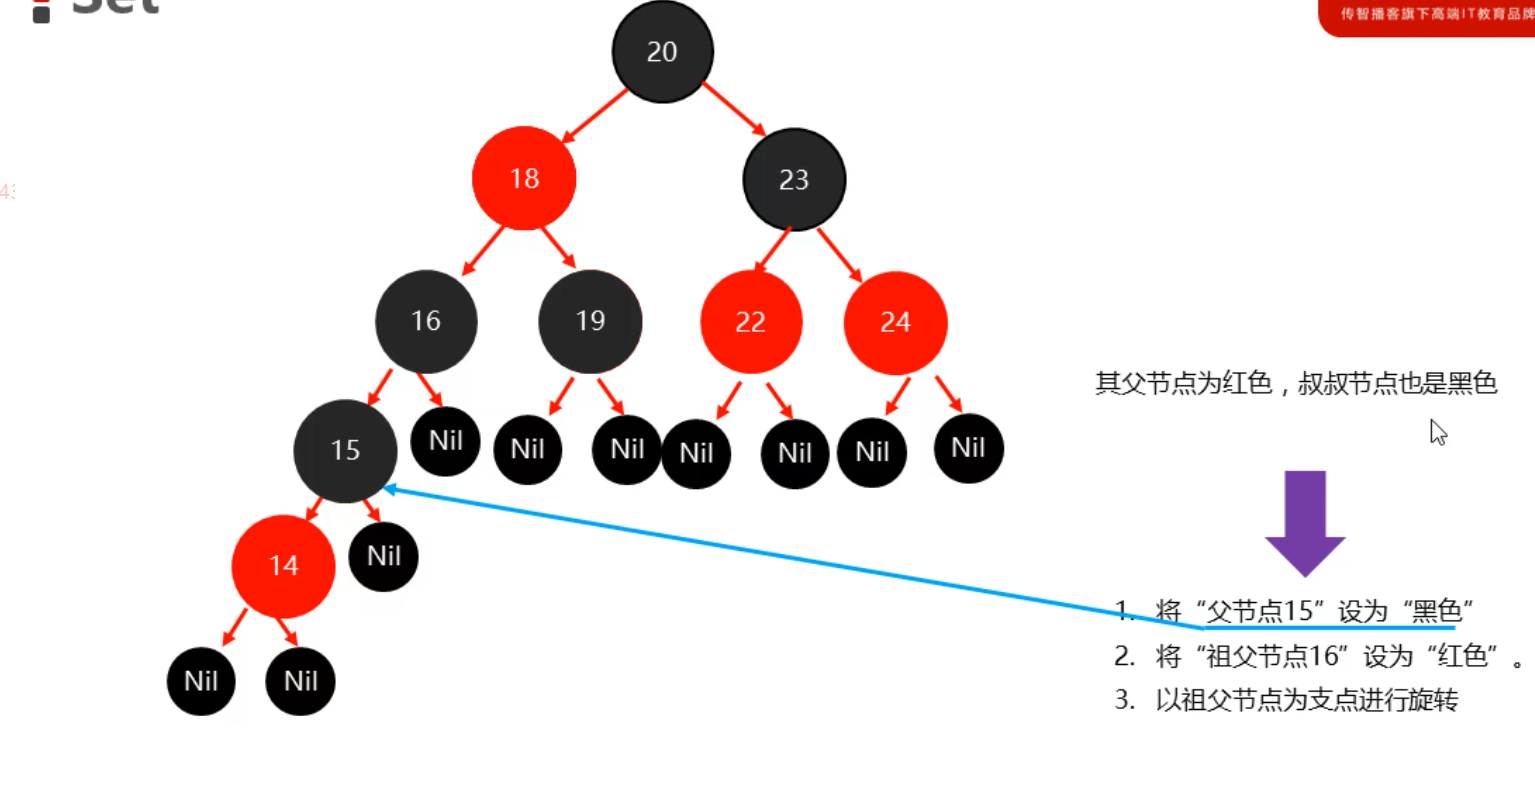 Set
传智播客旗下高端IT教育品牌
20
18
23
16
19
22
24
15
Nil
Nil
Nil
Nil
Nil
Nil
Nil
14
Nil
Nil
Nil
其父节点为红色，叔叔节点也是黑色
1. 将“父节点15”设为“黑色”
2. 将“祖父节点16”设为“红色”。
3. 以祖父节点为支点进行旋转